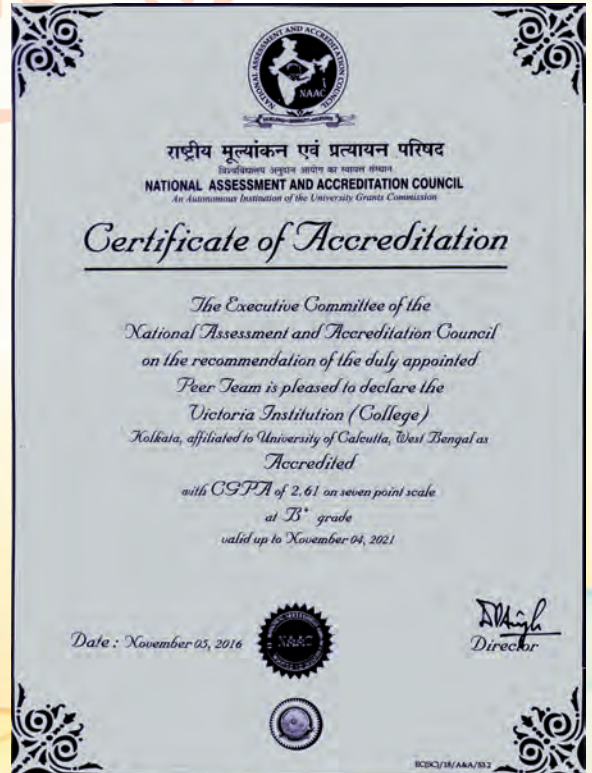 NATIONAL ASSESSMENT AND ACCREDITATION COUNCIL
NAAC
राष्ट्रीय मूल्यांकन एवं प्रत्यायन परिषद
विश्वविद्यालय अनुदान आयोग का स्वायत्त संस्थान
NATIONAL ASSESSMENT AND ACCREDITATION COUNCIL
An Autonomous Institution of the University Grants Commission
Certificate of Accreditation
The Executive Committee of the
National Assessment and Accreditation Council
on the recommendation of the duly appointed
Peer Team is pleased to declare the
Victoria Institution (College)
Kolkata, affiliated to University of Calcutta, West Bengal as
Accredited
with CGPA of 2.61 on seven point scale
at B⁺ grade
valid up to November 04, 2021
Date : November 05, 2016
NAAC
Director